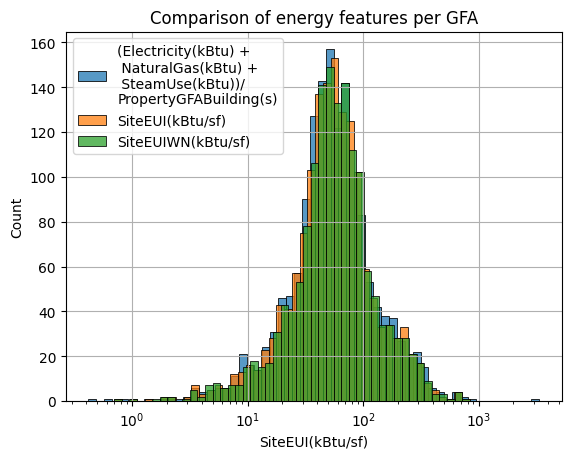 Comparison of energy features per GFA
160
140
120
100
80
60
40
20
0
Count
(Electricity(kBtu) +
NaturalGas(kBtu) +
SteamUse(kBtu))/
PropertyGFABuilding(s)
SiteEUI(kBtu/sf)
SiteEUIWN(kBtu/sf)
10⁰
10¹
10²
10³
SiteEUI(kBtu/sf)